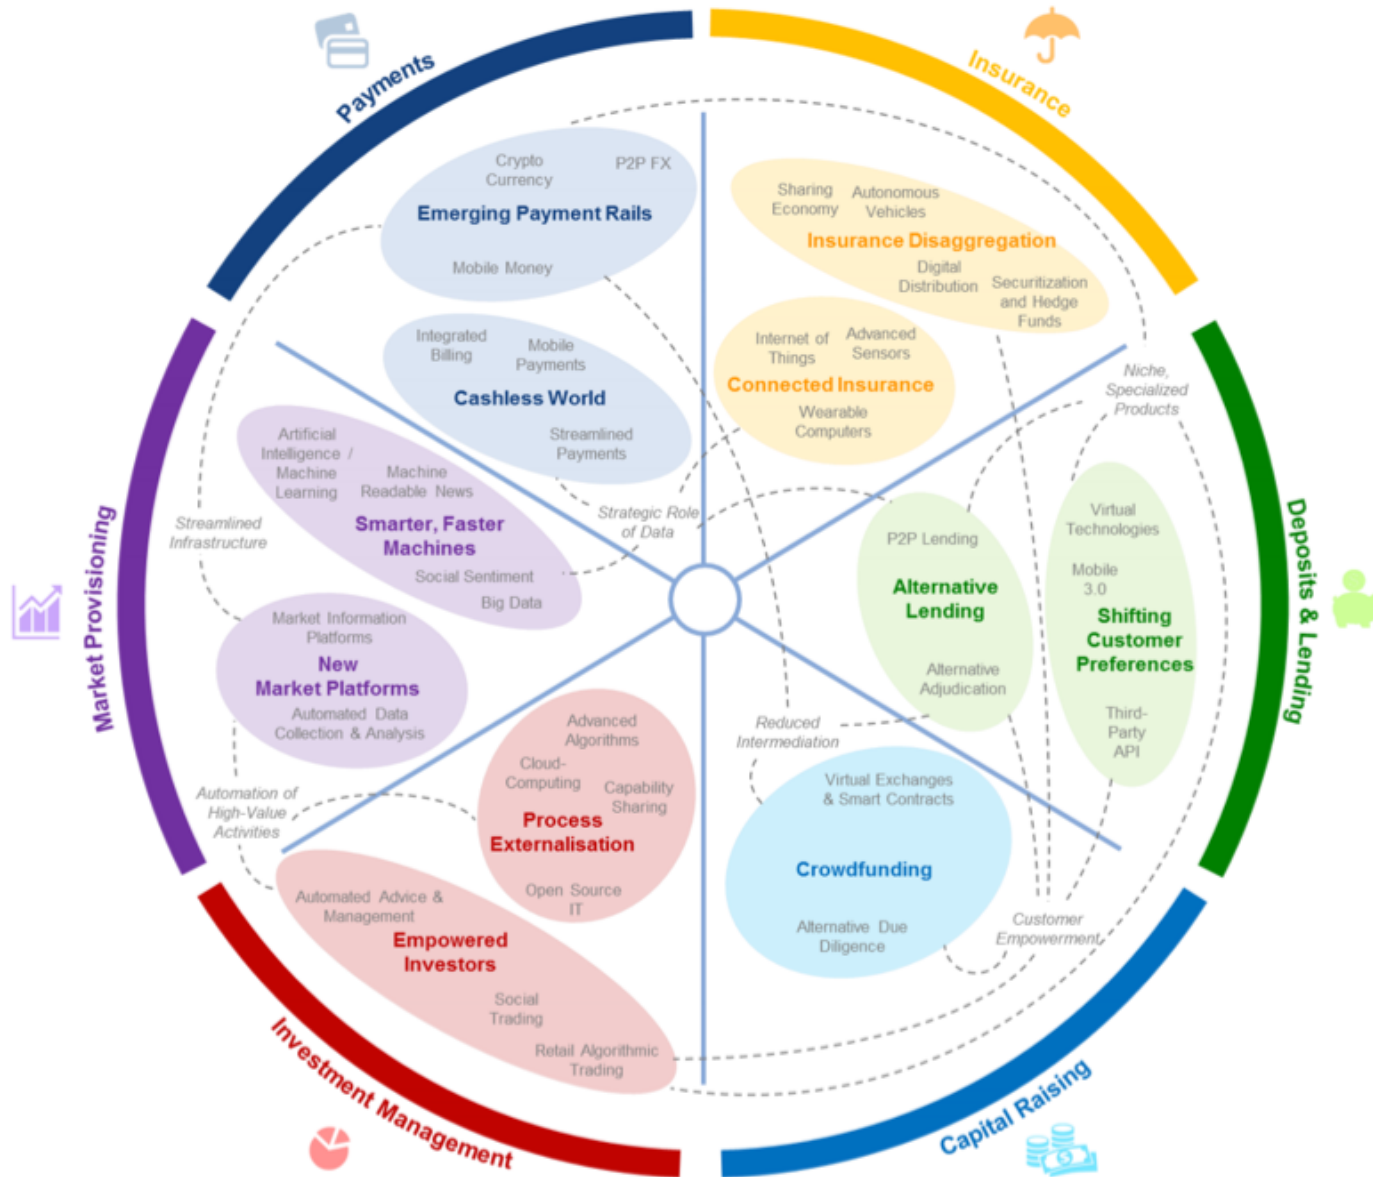 Payments
Insurance
Crypto
Currency
P2P FX
Emerging Payment Rails
Mobile Money
Sharing
Economy
Autonomous
Vehicles
Insurance Disaggregation
Digital
Distribution
Securitization
and Hedge
Funds
Integrated
Billing
Mobile
Payments
Cashless World
Streamlined
Payments
Internet of
Things
Advanced
Sensors
Connected Insurance
Wearable
Computers
Niche,
Specialized
Products
Artificial
Intelligence /
Machine
Learning
Machine
Readable News
Smarter, Faster
Machines
Social Sentiment
Big Data
Strategic Role
of Data
Streamlined
Infrastructure
Market Provisioning
Market Information
Platforms
New
Market Platforms
Automated Data
Collection & Analysis
P2P Lending
Alternative
Lending
Alternative
Adjudication
Virtual
Technologies
Mobile
3.0
Shifting
Customer
Preferences
Third-
Party
API
Deposits & Lending
Reduced
Intermediation
Automation of
High-Value
Activities
Advanced
Algorithms
Cloud-
Computing
Capability
Sharing
Process
Externalisation
Open Source
IT
Virtual Exchanges
& Smart Contracts
Crowdfunding
Alternative Due
Diligence
Customer
Empowerment
Automated Advice &
Management
Empowered
Investors
Social
Trading
Retail Algorithmic
Trading
Investment Management
Capital Raising